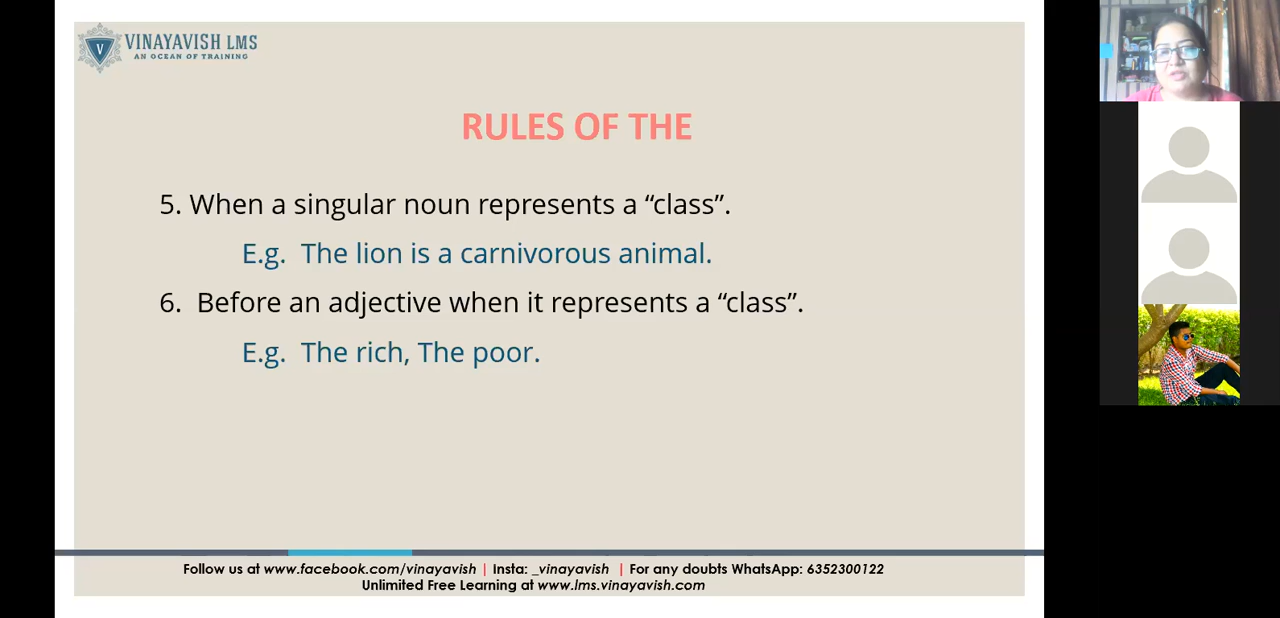 VINAYAVISH LMS
AN OCEAN OF TRAINING
RULES OF THE
5. When a singular noun represents a “class”.
E.g. The lion is a carnivorous animal.
6. Before an adjective when it represents a “class”.
E.g. The rich, The poor.
Follow us at www.facebook.com/vinayavish | Insta: _vinayavish | For any doubts WhatsApp: 6352300122
Unlimited Free Learning at www.lms.vinayavish.com